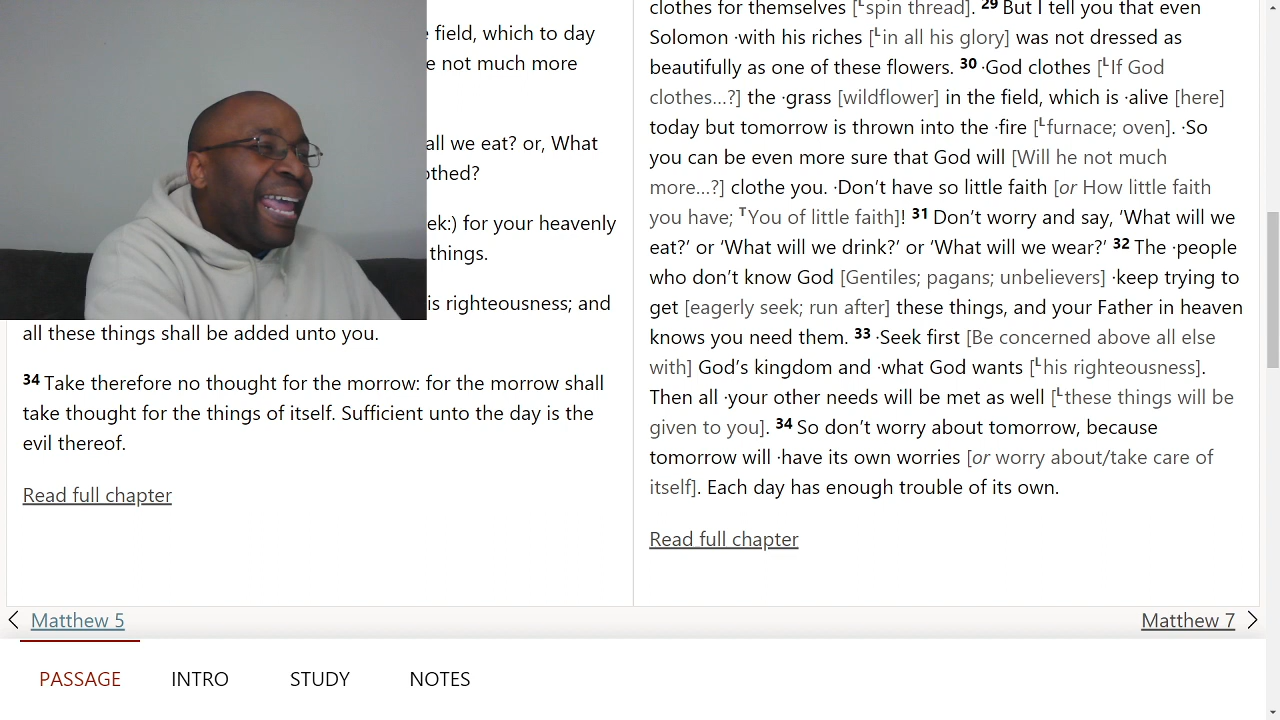 field, which to day
e not much more
all we eat? or, What
othed?
ek:) for your heavenly
things.
is righteousness; and
all these things shall be added unto you.
34 Take therefore no thought for the morrow: for the morrow shall
take thought for the things of itself. Sufficient unto the day is the
evil thereof.
Read full chapter
clothes for themselves [ᴸspin thread]. 29 But I tell you that even
Solomon ·with his riches [ᴸin all his glory] was not dressed as
beautifully as one of these flowers. 30 ·God clothes [ᴸIf God
clothes…?] the ·grass [wildflower] in the field, which is ·alive [here]
today but tomorrow is thrown into the ·fire [ᴸfurnace; oven]. ·So
you can be even more sure that God will [Will he not much
more…?] clothe you. ·Don’t have so little faith [or How little faith
you have; ᵀYou of little faith]! 31 Don’t worry and say, ‘What will we
eat?’ or ‘What will we drink?’ or ‘What will we wear?’ 32 The ·people
who don’t know God [Gentiles; pagans; unbelievers] ·keep trying to
get [eagerly seek; run after] these things, and your Father in heaven
knows you need them. 33 ·Seek first [Be concerned above all else
with] God’s kingdom and ·what God wants [ᴸhis righteousness].
Then all ·your other needs will be met as well [ᴸthese things will be
given to you]. 34 So don’t worry about tomorrow, because
tomorrow will ·have its own worries [or worry about/take care of
itself]. Each day has enough trouble of its own.
Read full chapter
Matthew 5
Matthew 7
PASSAGE INTRO STUDY NOTES